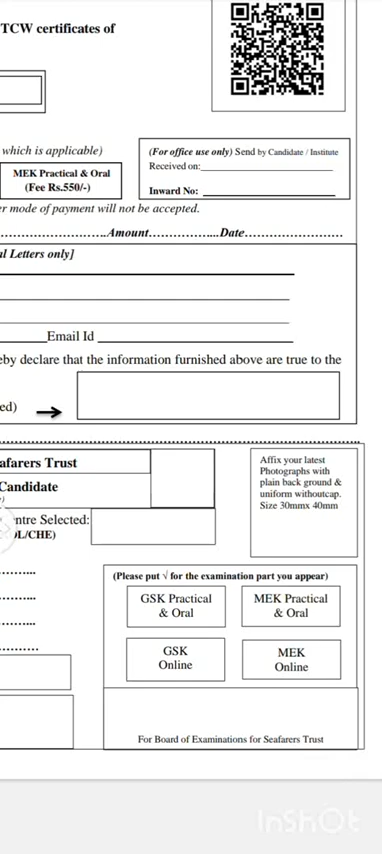 TCW certificates of
which is applicable)
(For office use only) Send by Candidate / Institute
Received on:
MEK Practical & Oral
(Fee Rs.550/-)
Inward No:
er mode of payment will not be accepted.
Amount Date
al Letters only]
Email Id
eby declare that the information furnished above are true to the
ed)
afarers Trust
Candidate
ntre Selected:
OL/CHE)
Affix your latest
Photographs with
plain back ground &
uniform withoutcap.
Size 30mmx 40mm
(Please put √ for the examination part you appear)
GSK Practical
& Oral
MEK Practical
& Oral
GSK
Online
MEK
Online
For Board of Examinations for Seafarers Trust
InShOt